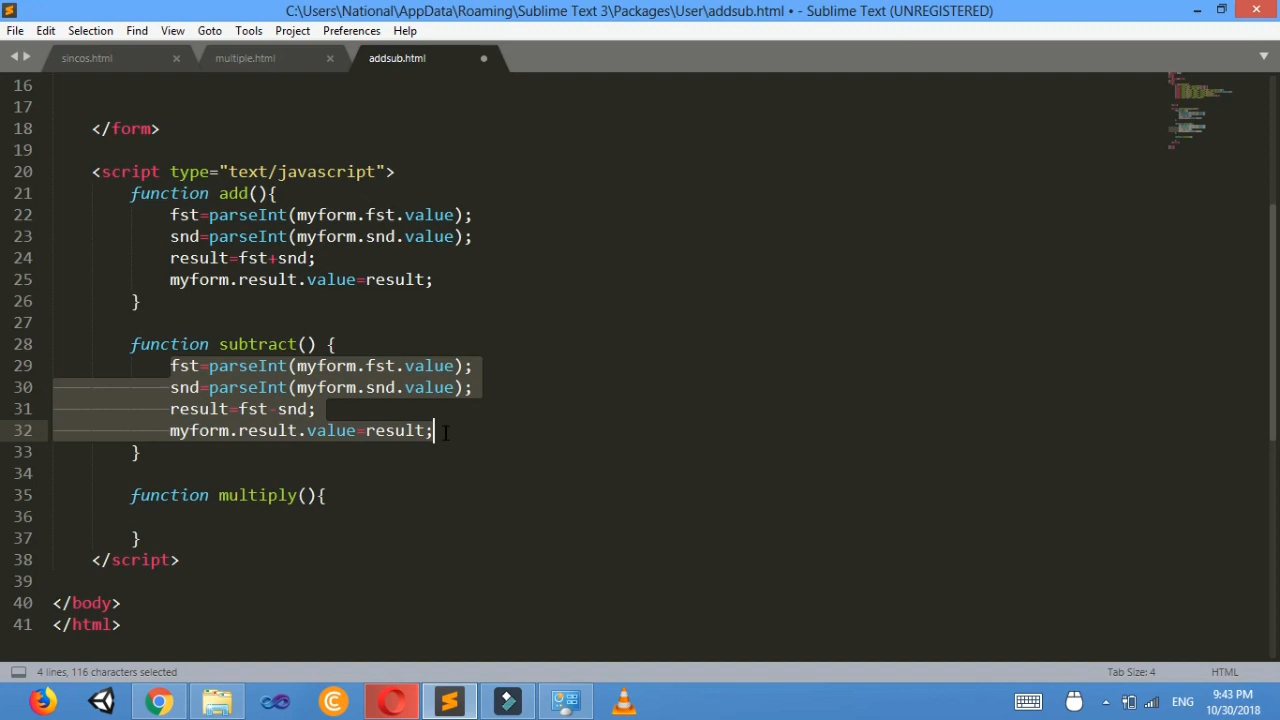 C:\Users\National\AppData\Roaming\Sublime Text 3\Packages\User\addsub.html • - Sublime Text (UNREGISTERED)
File Edit Selection Find View Goto Tools Project Preferences Help
sincos.html multiple.html addsub.html
16
17
18 </form>
19
20 <script type="text/javascript">
21 function add(){
22 fst=parseInt(myform.fst.value);
23 snd=parseInt(myform.snd.value);
24 result=fst+snd;
25 myform.result.value=result;
26 }
27
28 function subtract() {
29 fst=parseInt(myform.fst.value);
30 snd=parseInt(myform.snd.value);
31 result=fst-snd;
32 myform.result.value=result;
33 }
34
35 function multiply(){
36
37 }
38 </script>
39
40 </body>
41 </html>
4 lines, 116 characters selected Tab Size: 4 HTML
ENG 9:43 PM
10/30/2018